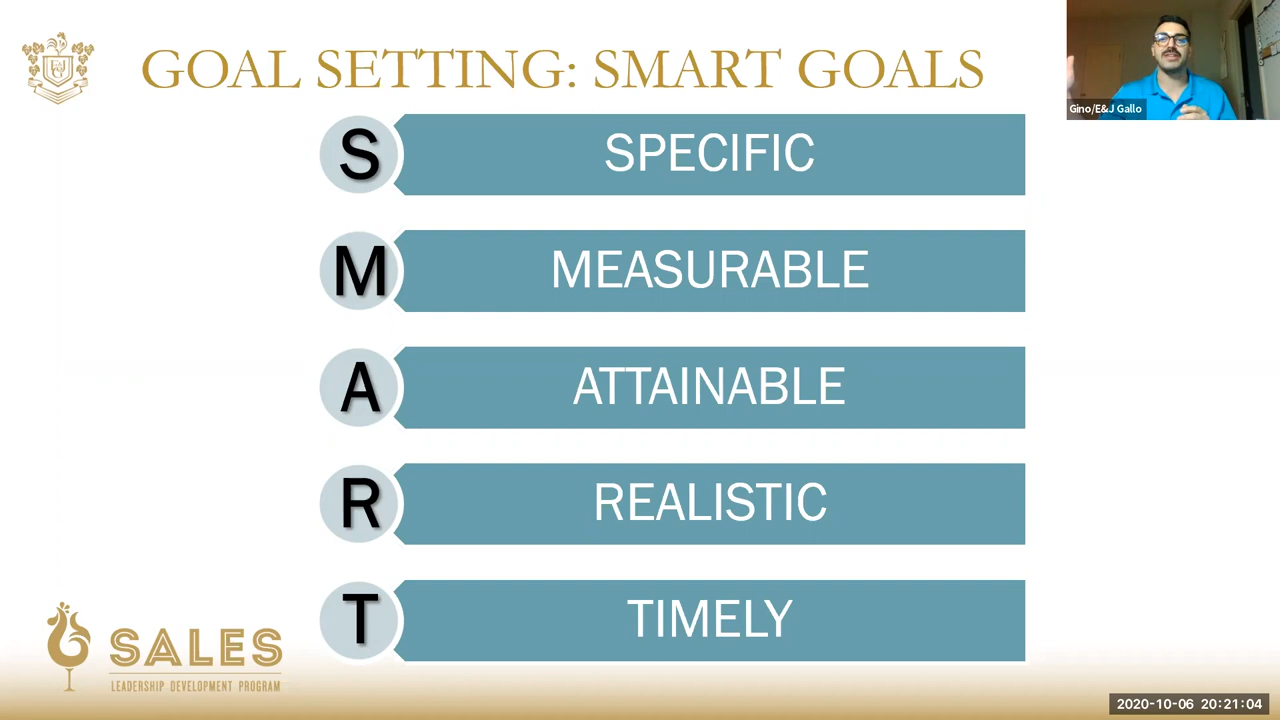 GOAL SETTING: SMART GOALS
Gino/E&J Gallo
S SPECIFIC
M MEASURABLE
A ATTAINABLE
R REALISTIC
T TIMELY
SALES
LEADERSHIP DEVELOPMENT PROGRAM
2020-10-06 20:21:04